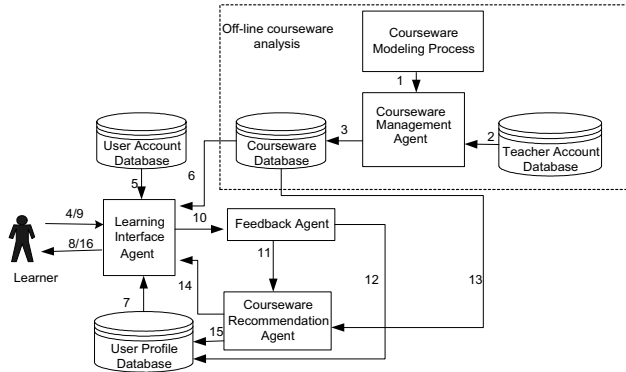 Off-line courseware
analysis
Courseware
Modeling Process
1
Courseware
Management
Agent
2
Teacher Account
Database
3
Courseware
Database
User Account
Database
5
6
4/9
Learning
Interface
Agent
10
Feedback Agent
8/16
Learner
11
12
13
14
7
Courseware
Recommendation
Agent
15
User Profile
Database